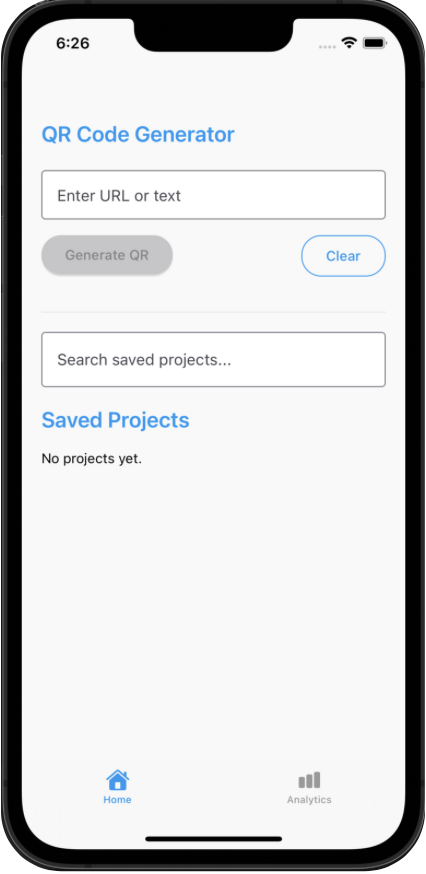 6:26
QR Code Generator
Enter URL or text
Generate QR
Clear
Search saved projects...
Saved Projects
No projects yet.
Home
Analytics